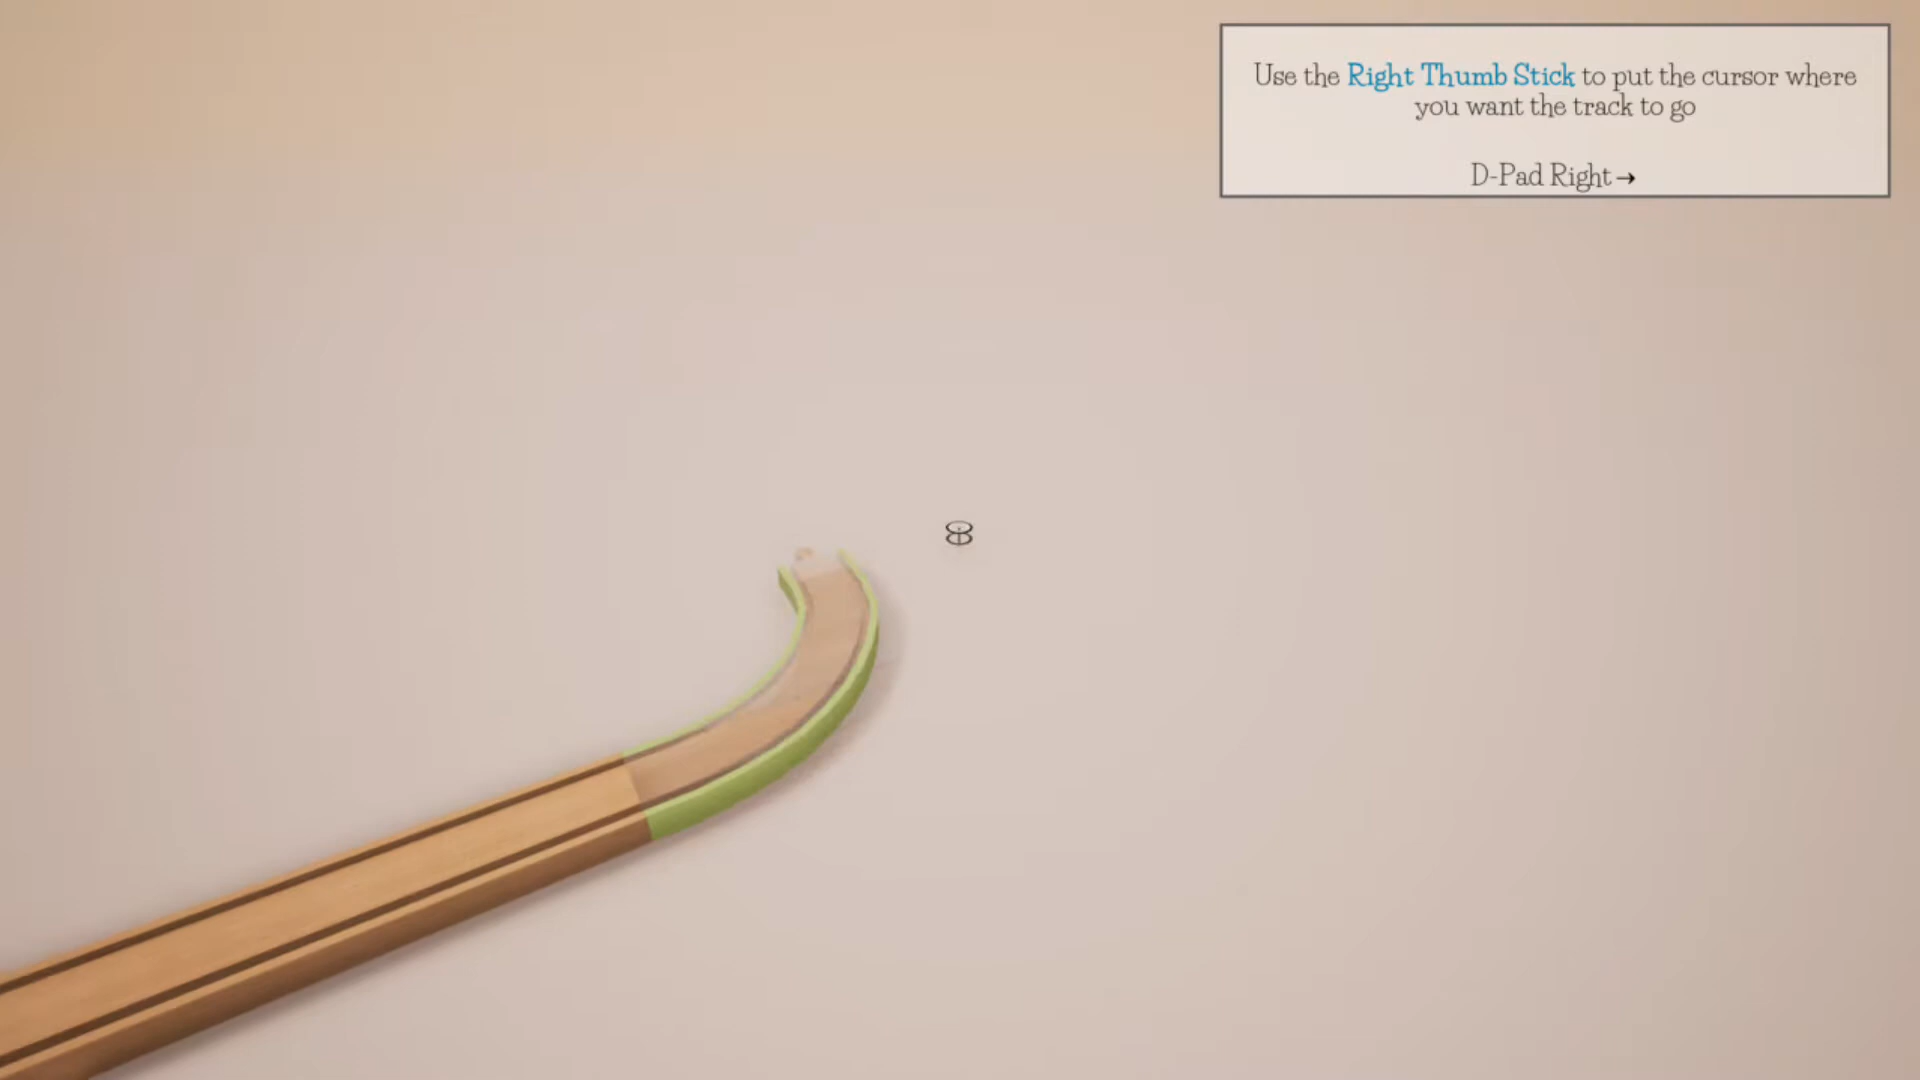 Use the Right Thumb Stick to put the cursor where
you want the track to go
D-Pad Right→